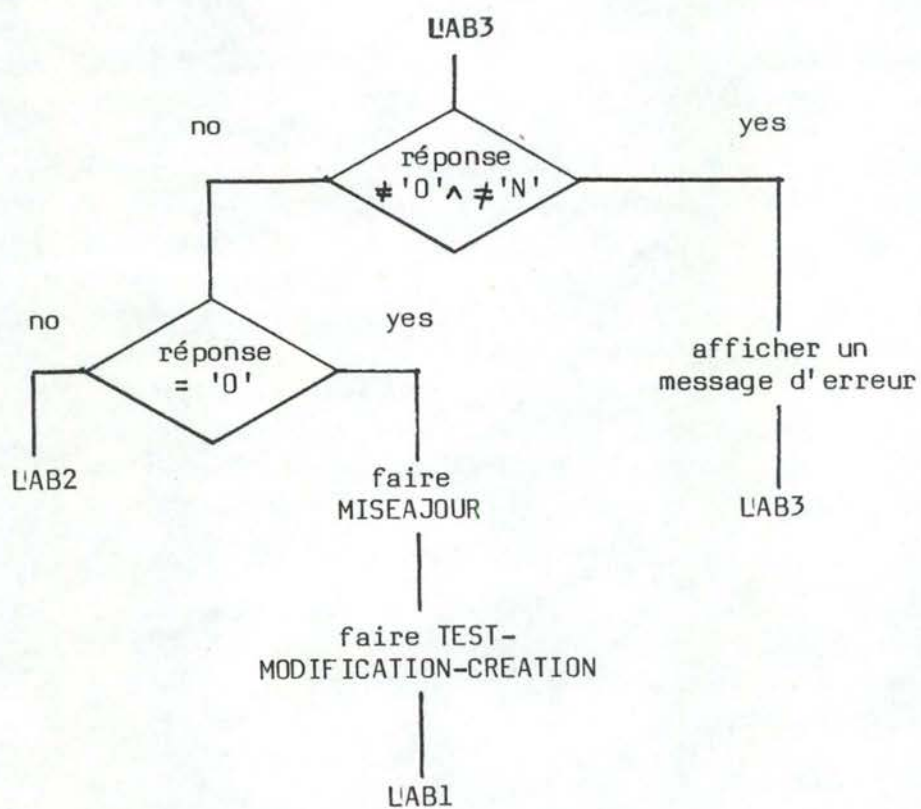 L'AB3
no
yes
réponse
≠ 'O' ∧ ≠ 'N'
no
yes
réponse
= 'O'
afficher un
message d'erreur
L'AB2
faire
MISEAJOUR
L'AB3
faire TEST-
MODIFICATION-CREATION
L'AB1